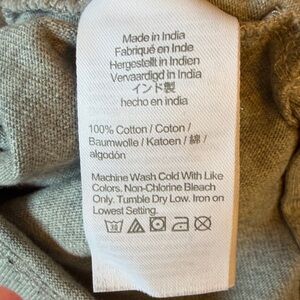 Made in India
Fabriqué en Inde
Hergestellt in Indien
Vervaardigd in India
インド製
hecho en india
100% Cotton / Coton /
Baumwolle / Katoen / 綿 /
algodón
Machine Wash Cold With Like
Colors. Non-Chlorine Bleach
Only. Tumble Dry Low. Iron on
Lowest Setting.